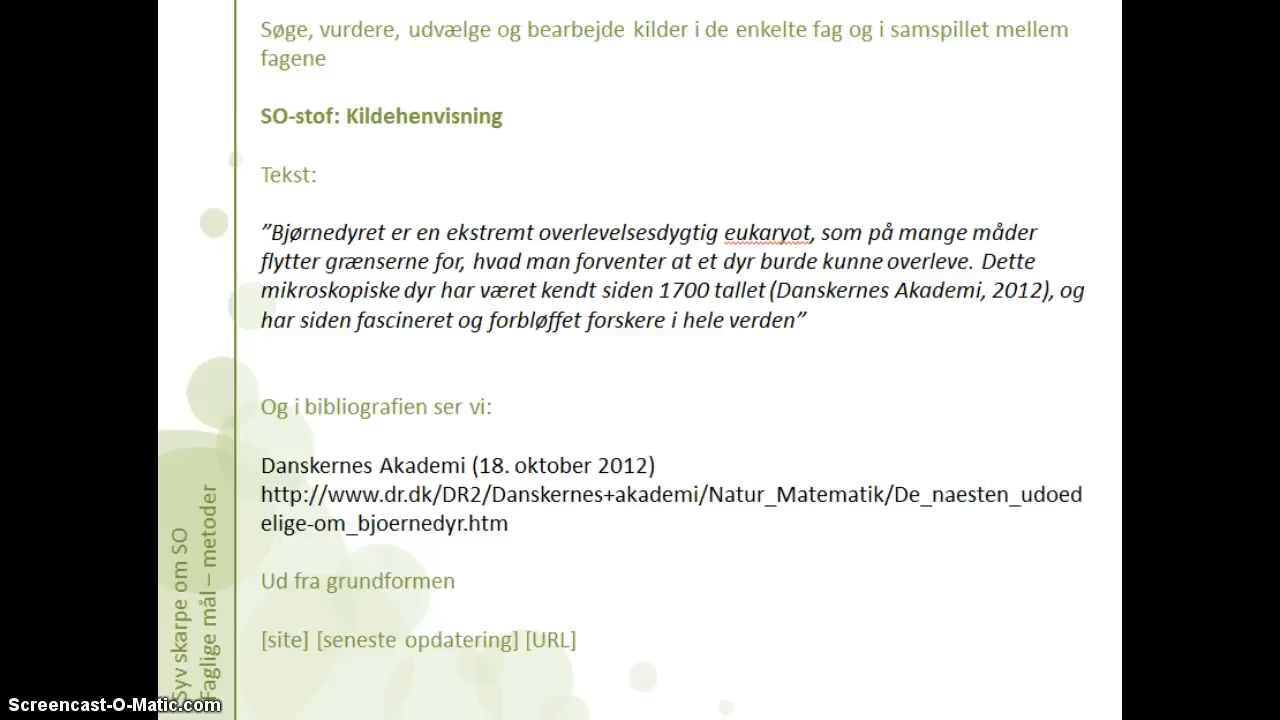 Søge, vurdere, udvælge og bearbejde kilder i de enkelte fag og i samspillet mellem
fagene
SO-stof: Kildehenvisning
Tekst:
”Bjørnedyret er en ekstremt overlevelsesdygtig eukaryot, som på mange måder
flytter grænserne for, hvad man forventer at et dyr burde kunne overleve. Dette
mikroskopiske dyr har været kendt siden 1700 tallet (Danskernes Akademi, 2012), og
har siden fascineret og forbløffet forskere i hele verden”
Og i bibliografien ser vi:
Danskernes Akademi (18. oktober 2012)
http://www.dr.dk/DR2/Danskernes+akademi/Natur_Matematik/De_naesten_udoed
elige-om_bjoernedyr.htm
Ud fra grundformen
[site] [seneste opdatering] [URL]
Syv skarpe om SO
Faglige mål – metoder
Screencast-O-Matic.com